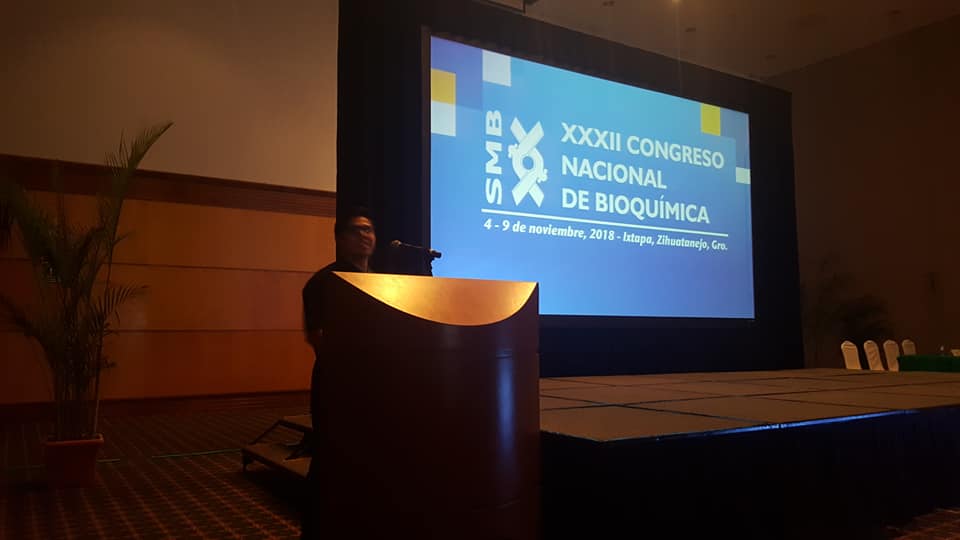 SMB
XXXII CONGRESO
NACIONAL
DE BIOQUÍMICA
4 - 9 de noviembre, 2018 - Ixtapa, Zihuatanejo, Gro.